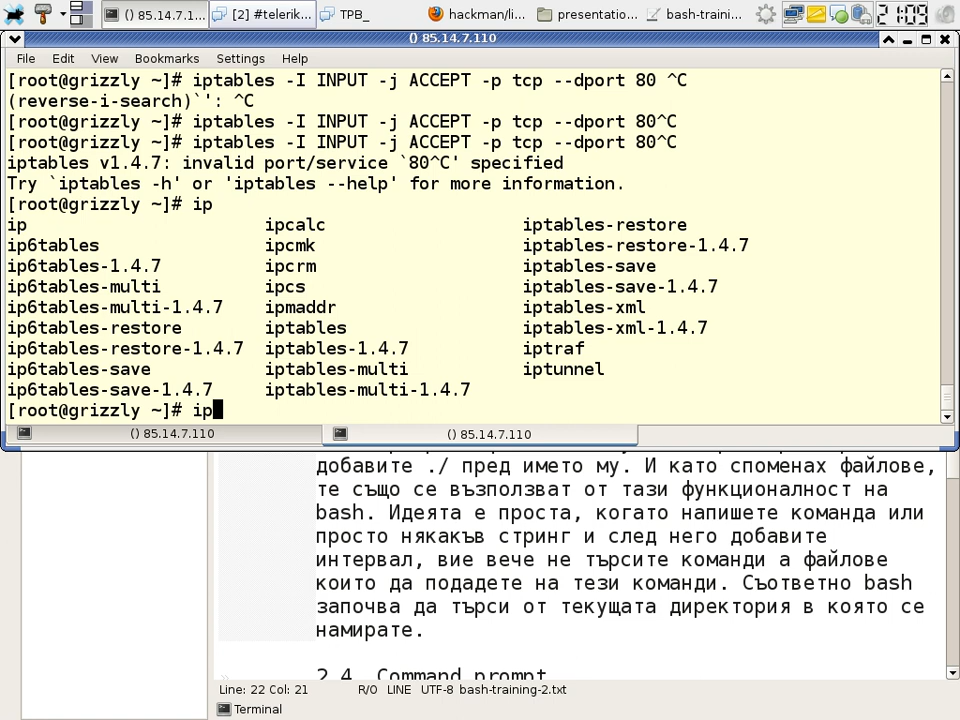 () 85.14.7.1...
[2] #telerik...
TPB_
hackman/li...
presentatio...
bash-traini...
21:09
() 85.14.7.110
File Edit View Bookmarks Settings Help
[root@grizzly ~]# iptables -I INPUT -j ACCEPT -p tcp --dport 80 ^C
(reverse-i-search)`': ^C
[root@grizzly ~]# iptables -I INPUT -j ACCEPT -p tcp --dport 80^C
[root@grizzly ~]# iptables -I INPUT -j ACCEPT -p tcp --dport 80^C
iptables v1.4.7: invalid port/service `80^C' specified
Try `iptables -h' or 'iptables --help' for more information.
[root@grizzly ~]# ip
ip ipcalc iptables-restore
ip6tables ipcmk iptables-restore-1.4.7
ip6tables-1.4.7 ipcrm iptables-save
ip6tables-multi ipcs iptables-save-1.4.7
ip6tables-multi-1.4.7 ipmaddr iptables-xml
ip6tables-restore iptables iptables-xml-1.4.7
ip6tables-restore-1.4.7 iptables-1.4.7 iptraf
ip6tables-save iptables-multi iptunnel
ip6tables-save-1.4.7 iptables-multi-1.4.7
[root@grizzly ~]# ip
() 85.14.7.110 () 85.14.7.110
добавите ./ пред името му. И като споменах файлове,
те също се възползват от тази функционалност на
bash. Идеята е проста, когато напишете команда или
просто някакъв стринг и след него добавите
интервал, вие вече не търсите команди а файлове
които да подадете на тези команди. Съответно bash
започва да търси от текущата директория в която се
намирате.
2.4. Command prompt
Line: 22 Col: 21 R/O LINE UTF-8 bash-training-2.txt
Terminal